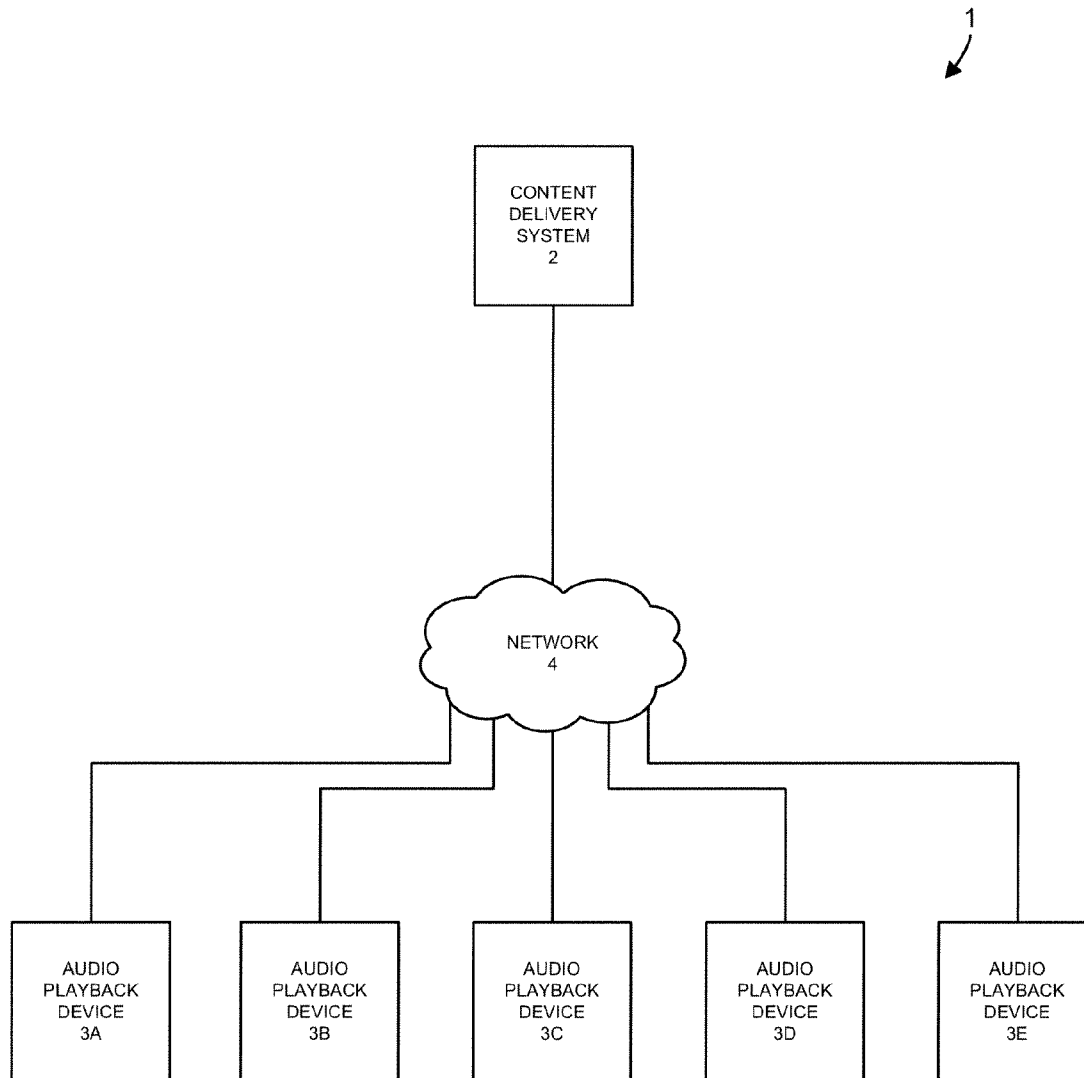 1
CONTENT
DELIVERY
SYSTEM
2
NETWORK
4
AUDIO
PLAYBACK
DEVICE
3A
AUDIO
PLAYBACK
DEVICE
3B
AUDIO
PLAYBACK
DEVICE
3C
AUDIO
PLAYBACK
DEVICE
3D
AUDIO
PLAYBACK
DEVICE
3E